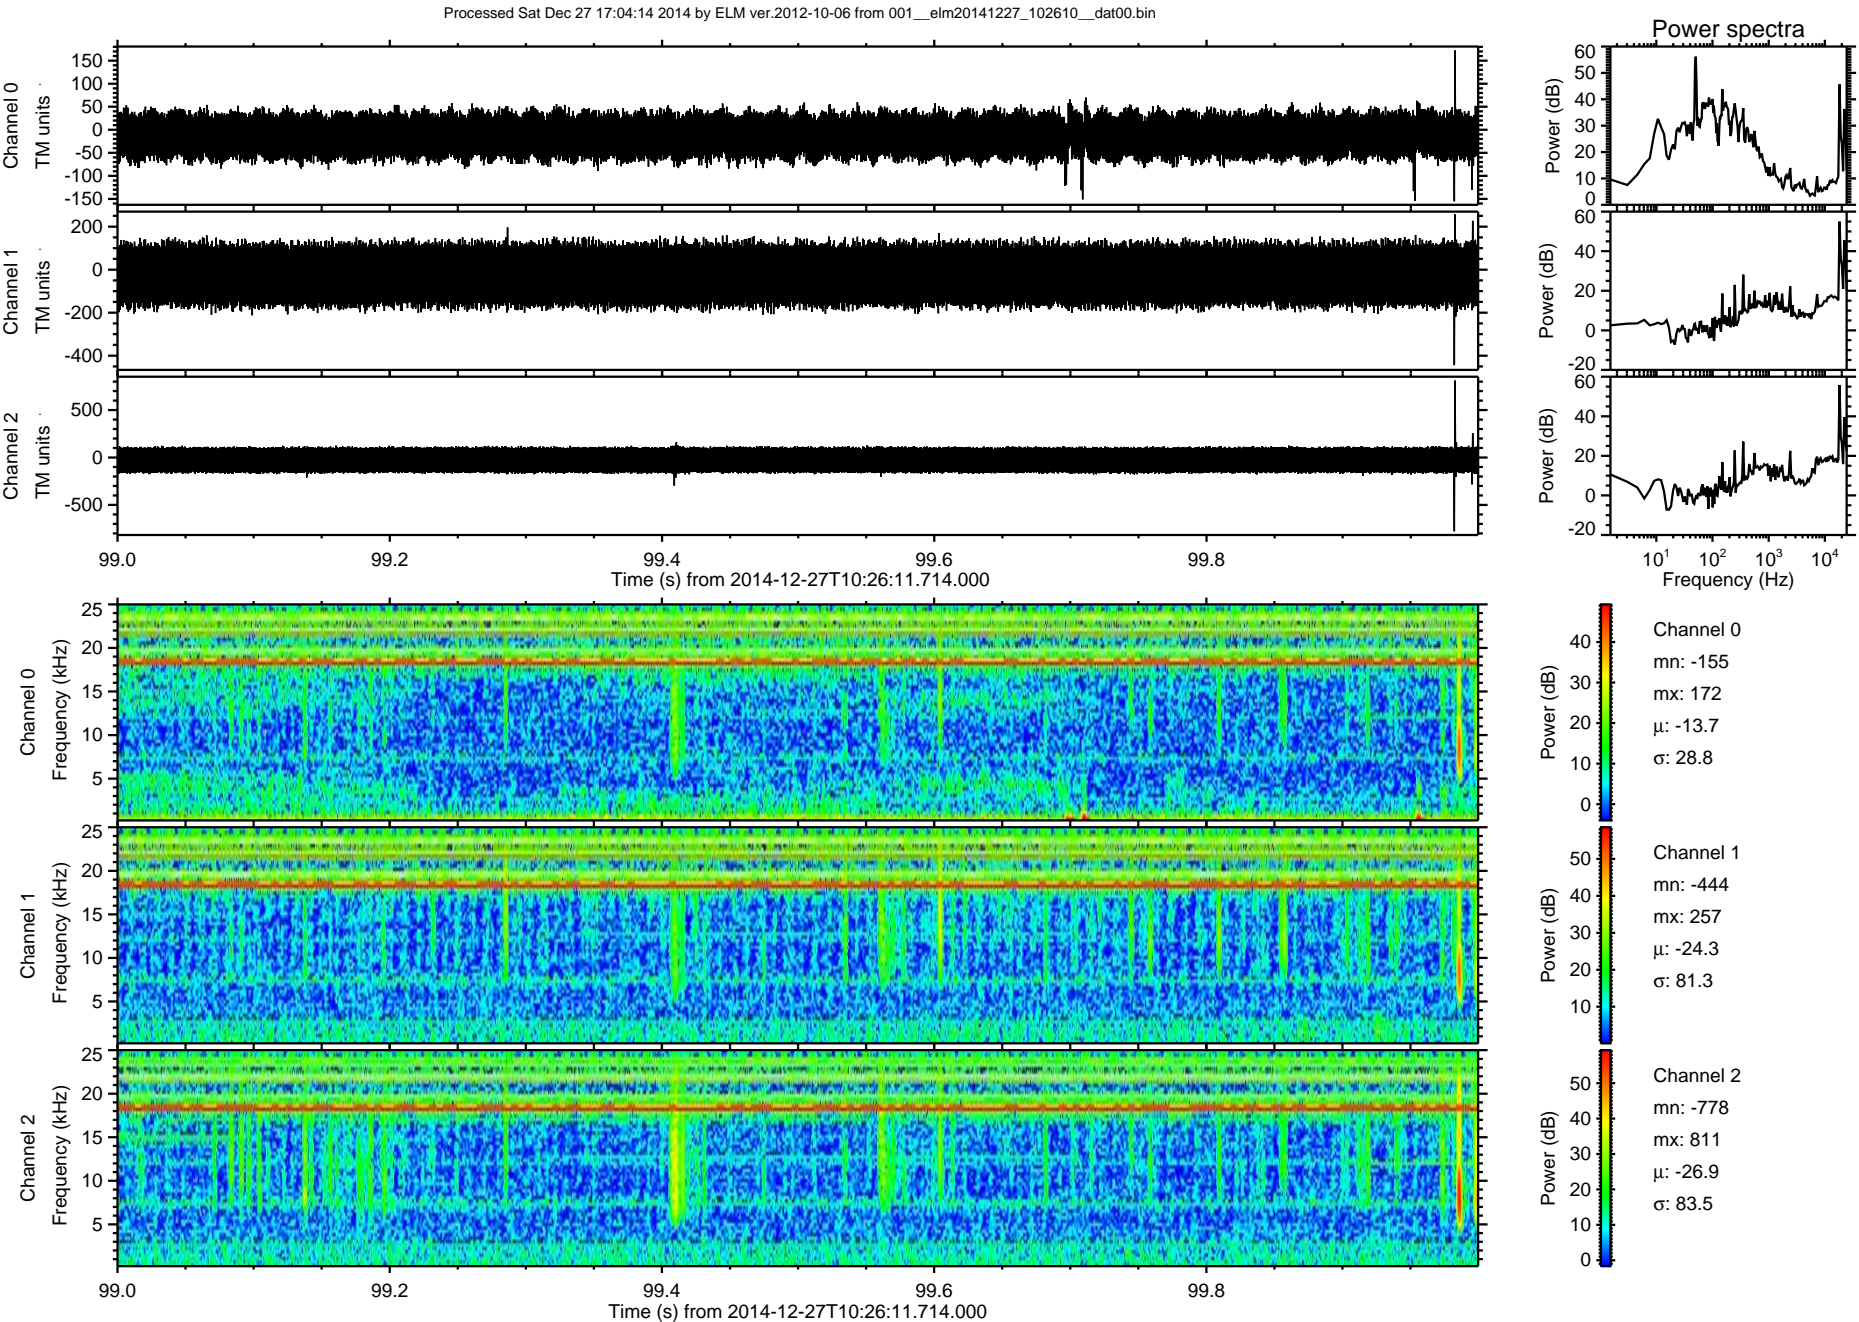 Processed Sat Dec 27 17:04:14 2014 by ELM ver.2012-10-06 from 001__elm20141227_102610__dat00.bin
Power spectra
Channel 0
TM units
150
100
50
0
-50
-100
-150
Power (dB)
60
50
40
30
20
10
0
Channel 1
TM units
200
0
-200
-400
Power (dB)
60
40
20
0
-20
Channel 2
TM units
500
0
-500
Power (dB)
60
40
20
0
-20
99.0 99.2 99.4 99.6 99.8
Time (s) from 2014-12-27T10:26:11.714.000
10^1 10^2 10^3 10^4
Frequency (Hz)
Channel 0
Frequency (kHz)
25
20
15
10
5
Power (dB)
40
30
20
10
0
Channel 0
mn: -155
mx: 172
μ: -13.7
σ: 28.8
Channel 1
Frequency (kHz)
25
20
15
10
5
Power (dB)
50
40
30
20
10
Channel 1
mn: -444
mx: 257
μ: -24.3
σ: 81.3
Channel 2
Frequency (kHz)
25
20
15
10
5
Power (dB)
50
40
30
20
10
0
Channel 2
mn: -778
mx: 811
μ: -26.9
σ: 83.5
99.0 99.2 99.4 99.6 99.8
Time (s) from 2014-12-27T10:26:11.714.000